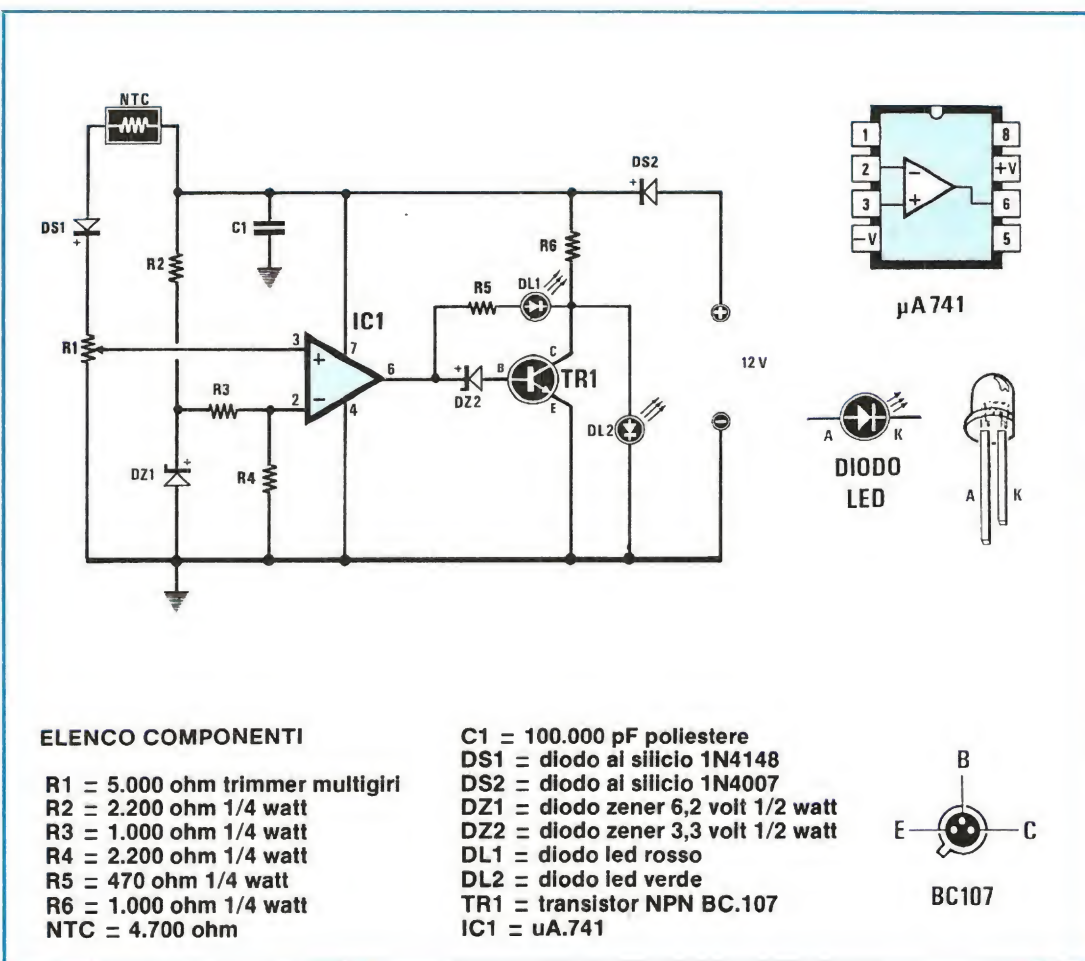 NTC
DS1
+
R1
R2
C1
DZ1
+
R3
R4
IC1
3
+
7
2
−
4
6
R5
DL1
+
DZ2
B
C
E
TR1
R6
DL2
DS2
+
+
12 V
−
1
2
3
−V
8
+V
6
5
−
+
µA741
A
K
DIODO
LED
A
K
ELENCO COMPONENTI
R1 = 5.000 ohm trimmer multigiri
R2 = 2.200 ohm 1/4 watt
R3 = 1.000 ohm 1/4 watt
R4 = 2.200 ohm 1/4 watt
R5 = 470 ohm 1/4 watt
R6 = 1.000 ohm 1/4 watt
NTC = 4.700 ohm
C1 = 100.000 pF poliestere
DS1 = diodo al silicio 1N4148
DS2 = diodo al silicio 1N4007
DZ1 = diodo zener 6,2 volt 1/2 watt
DZ2 = diodo zener 3,3 volt 1/2 watt
DL1 = diodo led rosso
DL2 = diodo led verde
TR1 = transistor NPN BC.107
IC1 = uA.741
B
E
C
BC107